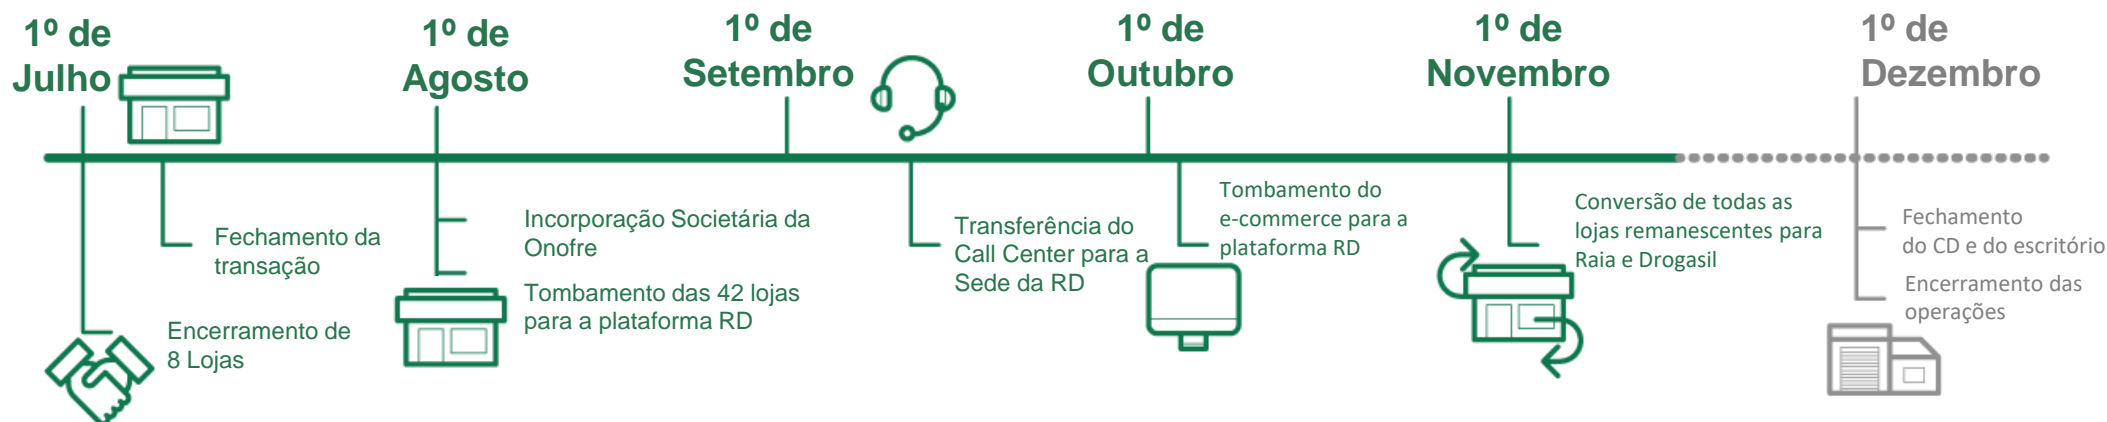 1º de
Julho
1º de
Agosto
1º de
Setembro
1º de
Outubro
1º de
Novembro
1º de
Dezembro
Fechamento da
transação
Encerramento de
8 Lojas
Incorporação Societária da
Onofre
Tombamento das 42 lojas
para a plataforma RD
Transferência do
Call Center para a
Sede da RD
Tombamento do
e-commerce para a
plataforma RD
Conversão de todas as
lojas remanescentes para
Raia e Drogasil
Fechamento
do CD e do escritório
Encerramento das
operações